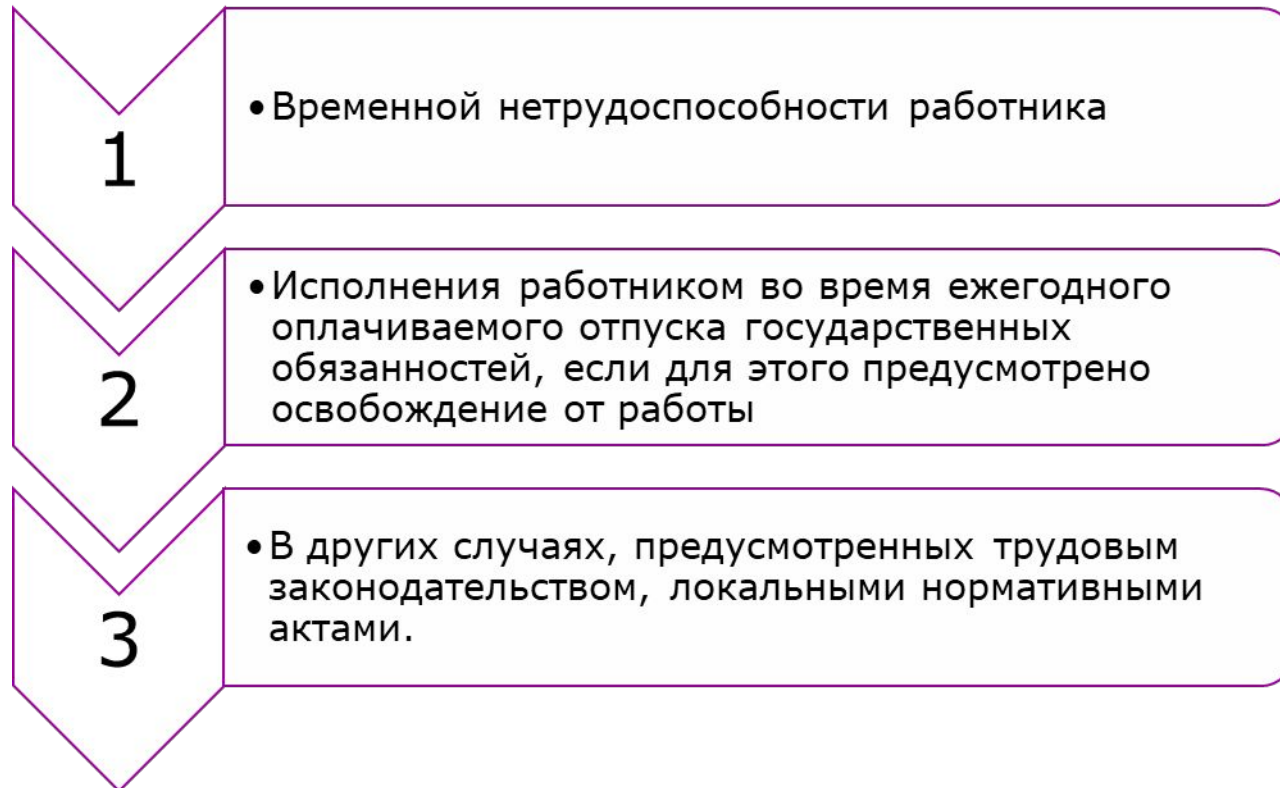 1
•Временной нетрудоспособности работника
2
•Исполнения работником во время ежегодного
оплачиваемого отпуска государственных
обязанностей, если для этого предусмотрено
освобождение от работы
3
•В других случаях, предусмотренных трудовым
законодательством, локальными нормативными
актами.